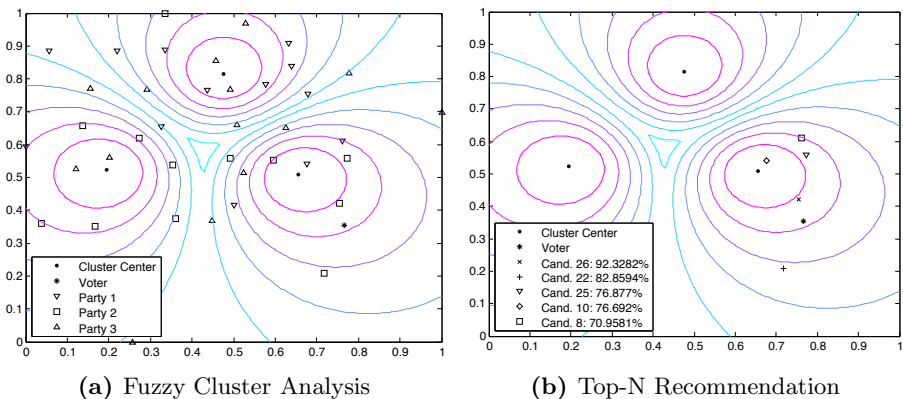 1
0.9
0.8
0.7
0.6
0.5
0.4
0.3
0.2
0.1
0
Cluster Center
Voter
Party 1
Party 2
Party 3
0 0.1 0.2 0.3 0.4 0.5 0.6 0.7 0.8 0.9 1
(a) Fuzzy Cluster Analysis
1
0.9
0.8
0.7
0.6
0.5
0.4
0.3
0.2
0.1
0
Cluster Center
Voter
Cand. 26: 92.3282%
Cand. 22: 82.8594%
Cand. 25: 76.877%
Cand. 10: 76.692%
Cand. 8: 70.9581%
0 0.1 0.2 0.3 0.4 0.5 0.6 0.7 0.8 0.9 1
(b) Top-N Recommendation